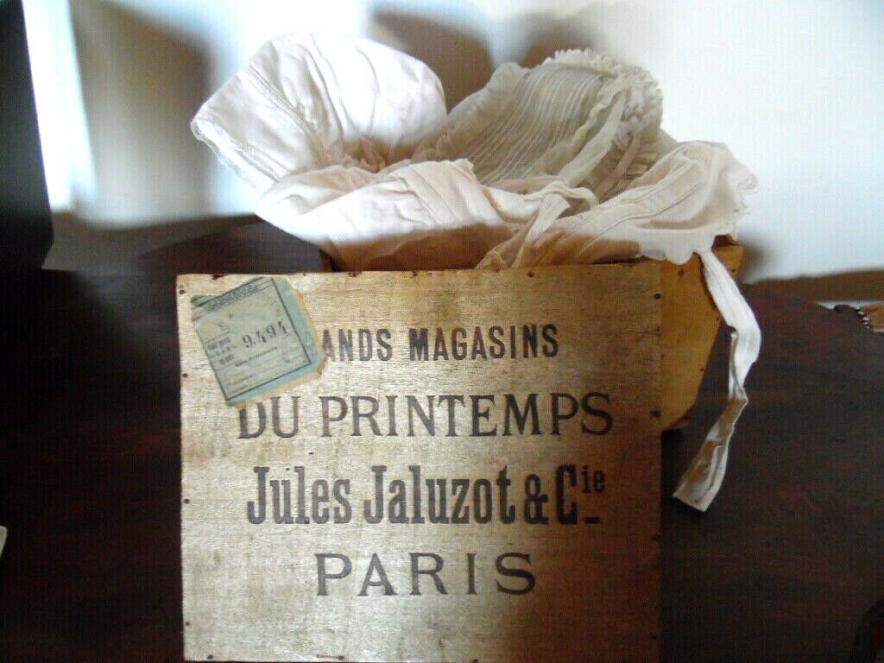 9494
ANDS MAGASINS
DU PRINTEMPS
Jules Jaluzot & Cie
PARIS